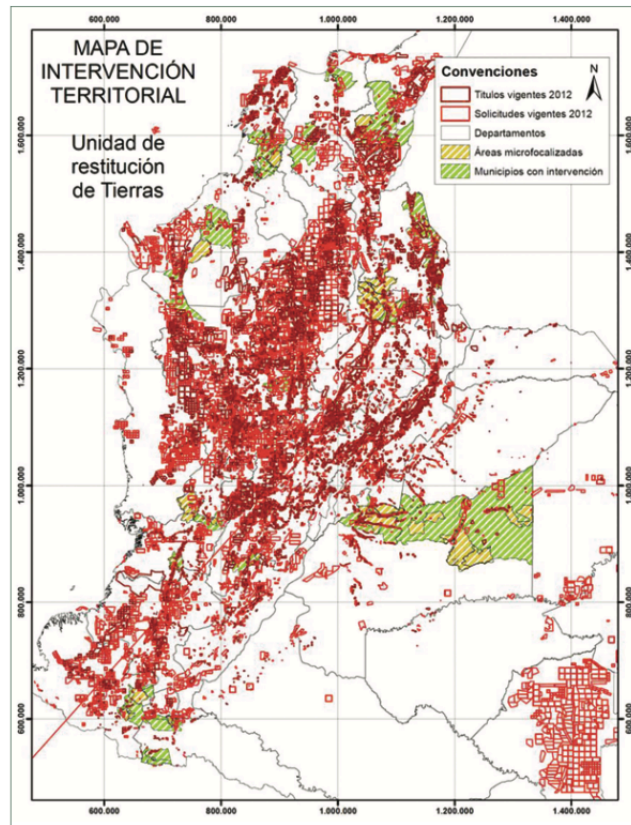 600.000 800.000 1.000.000 1.200.000 1.400.000
MAPA DE
INTERVENCIÓN
TERRITORIAL
Unidad de
restitución
de Tierras
Convenciones
N
Titulos vigentes 2012
Solicitudes vigentes 2012
Departamentos
Áreas microfocalizadas
Municipios con intervención
1.600.000 1.600.000
1.400.000 1.400.000
1.200.000 1.200.000
1.000.000 1.000.000
800.000 800.000
600.000 600.000
600.000 800.000 1.000.000 1.200.000 1.400.000